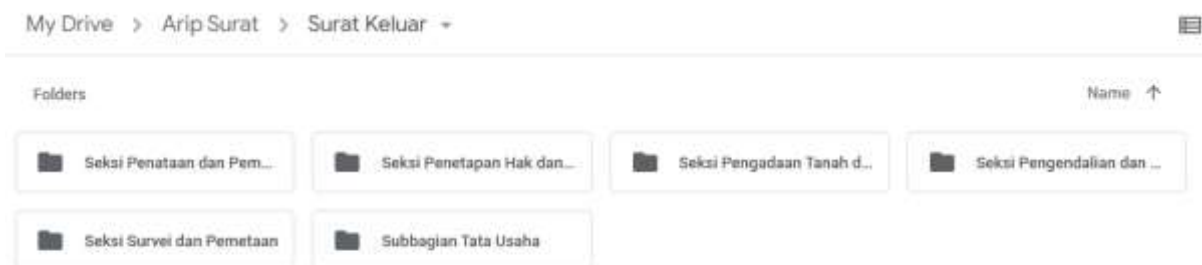 My Drive > Arip Surat > Surat Keluar
Folders
Name ↑
Seksi Penataan dan Pem...
Seksi Penetapan Hak dan...
Seksi Pengadaan Tanah d...
Seksi Pengendalian dan ...
Seksi Survei dan Pemetaan
Subbagian Tata Usaha